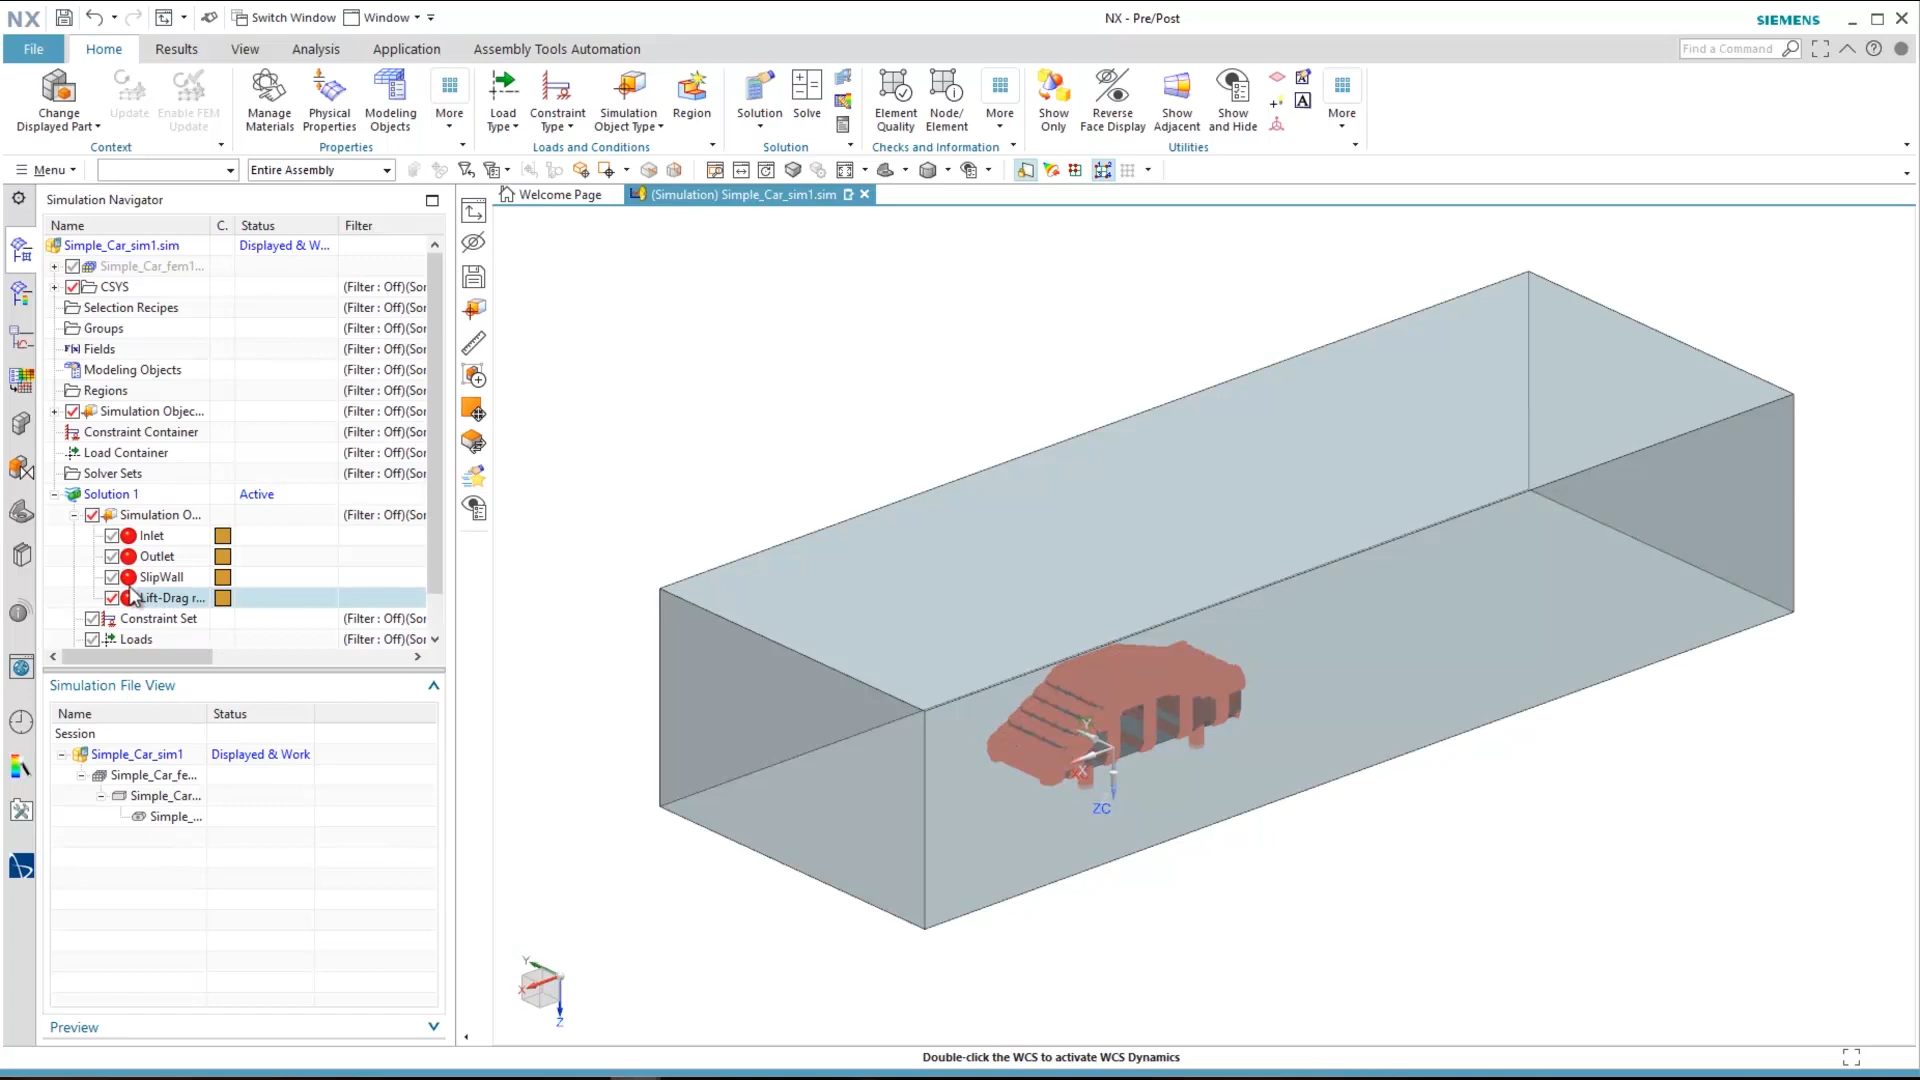 NX Switch Window Window NX - Pre/Post SIEMENS
File Home Results View Analysis Application Assembly Tools Automation Find a Command
Change Displayed Part
Update
Enable FEM Update
Manage Materials
Physical Properties
Modeling Objects
More
Load Type
Constraint Type
Simulation Object Type
Region
Solution
Solve
Element Quality
Node/ Element
More
Show Only
Reverse Face Display
Show Adjacent
Show and Hide
More
Context Properties Loads and Conditions Solution Checks and Information Utilities
Menu Entire Assembly
Simulation Navigator
Welcome Page (Simulation) Simple_Car_sim1.sim
Name C. Status Filter
Simple_Car_sim1.sim Displayed & W...
Simple_Car_fem1...
CSYS (Filter : Off)(Sor
Selection Recipes (Filter : Off)(Sor
Groups (Filter : Off)(Sor
Fields (Filter : Off)(Sor
Modeling Objects (Filter : Off)(Sor
Regions (Filter : Off)(Sor
Simulation Objec... (Filter : Off)(Sor
Constraint Container (Filter : Off)(Sor
Load Container (Filter : Off)(Sor
Solver Sets (Filter : Off)(Sor
Solution 1 Active
Simulation O... (Filter : Off)(Sor
Inlet
Outlet
SlipWall
Lift-Drag r...
Constraint Set (Filter : Off)(Sor
Loads (Filter : Off)(Sor
Simulation File View
Name Status
Session
Simple_Car_sim1 Displayed & Work
Simple_Car_fe...
Simple_Car...
Simple_...
Preview
Y
X
ZC
Y
X
Z
Double-click the WCS to activate WCS Dynamics